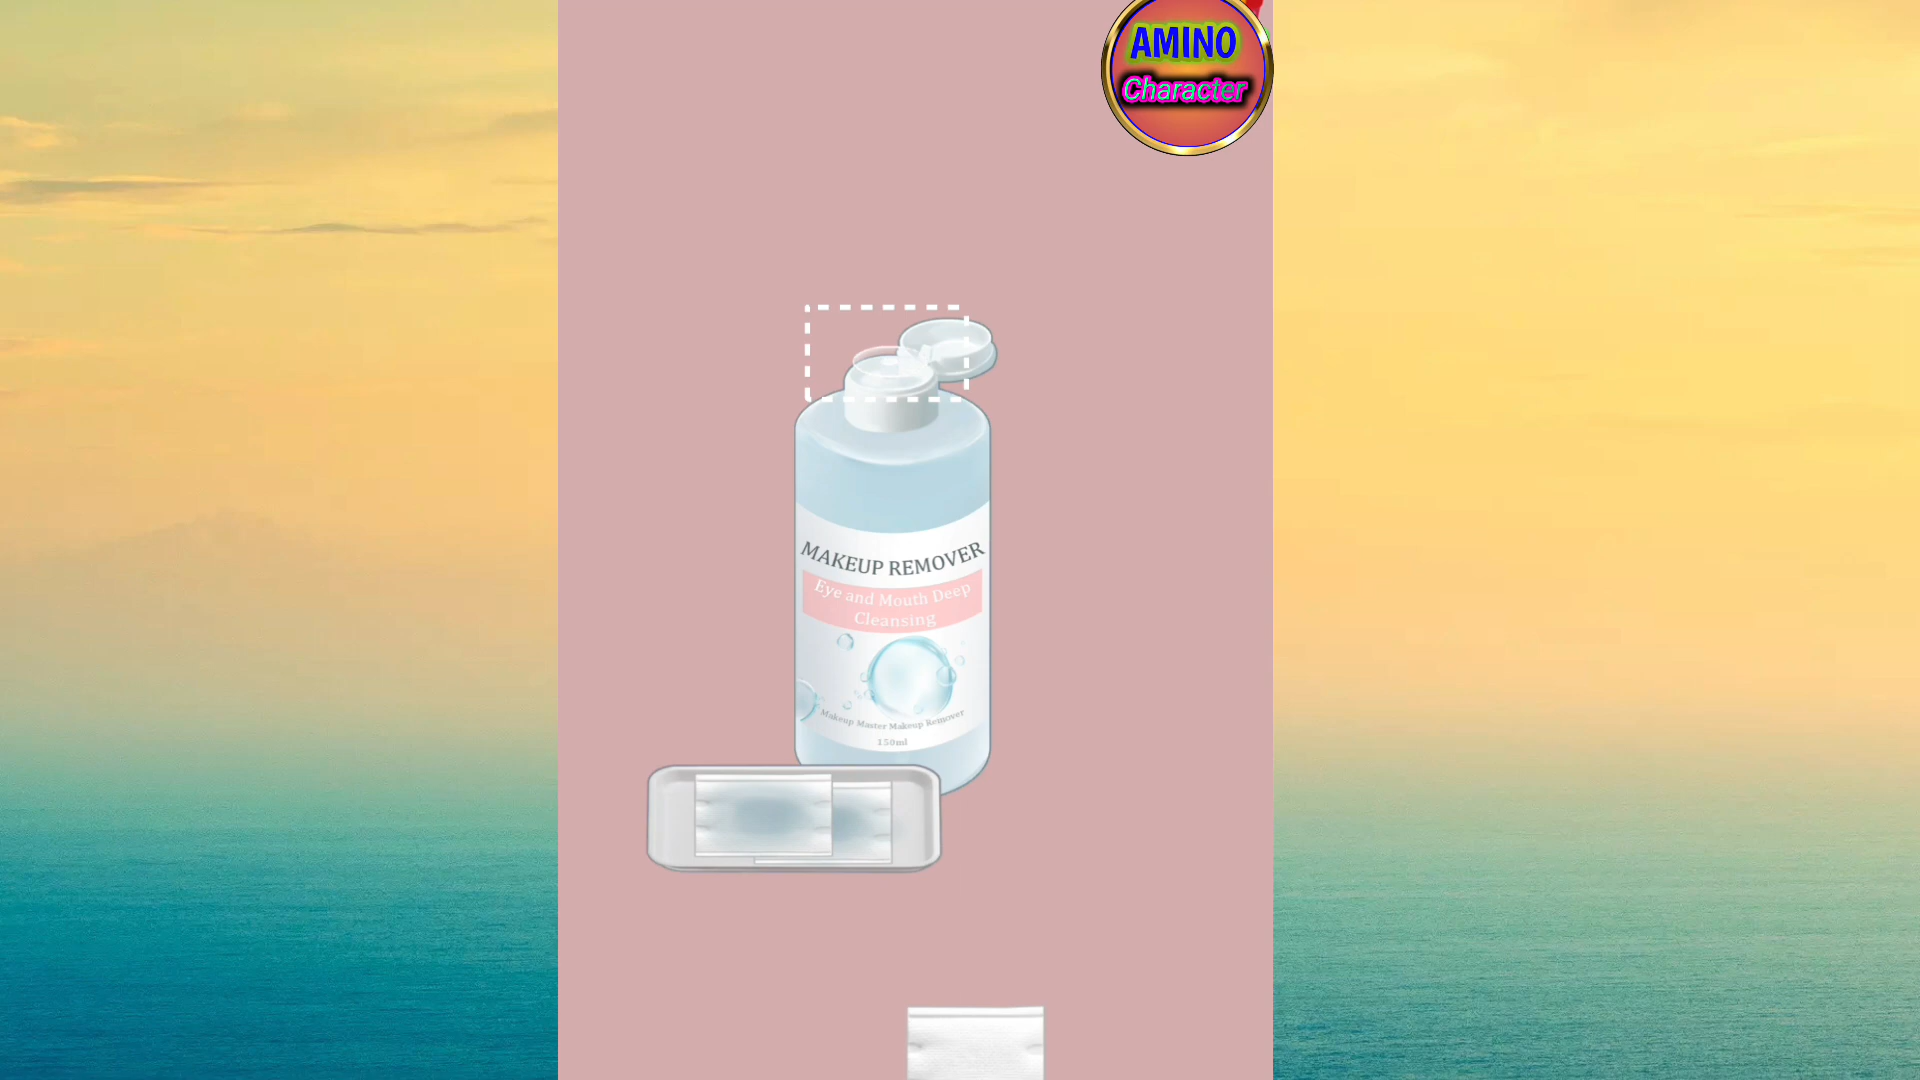 AMINO
Character
MAKEUP REMOVER
Eye and Mouth Deep
Cleansing
Makeup Master Makeup Remover
150ml